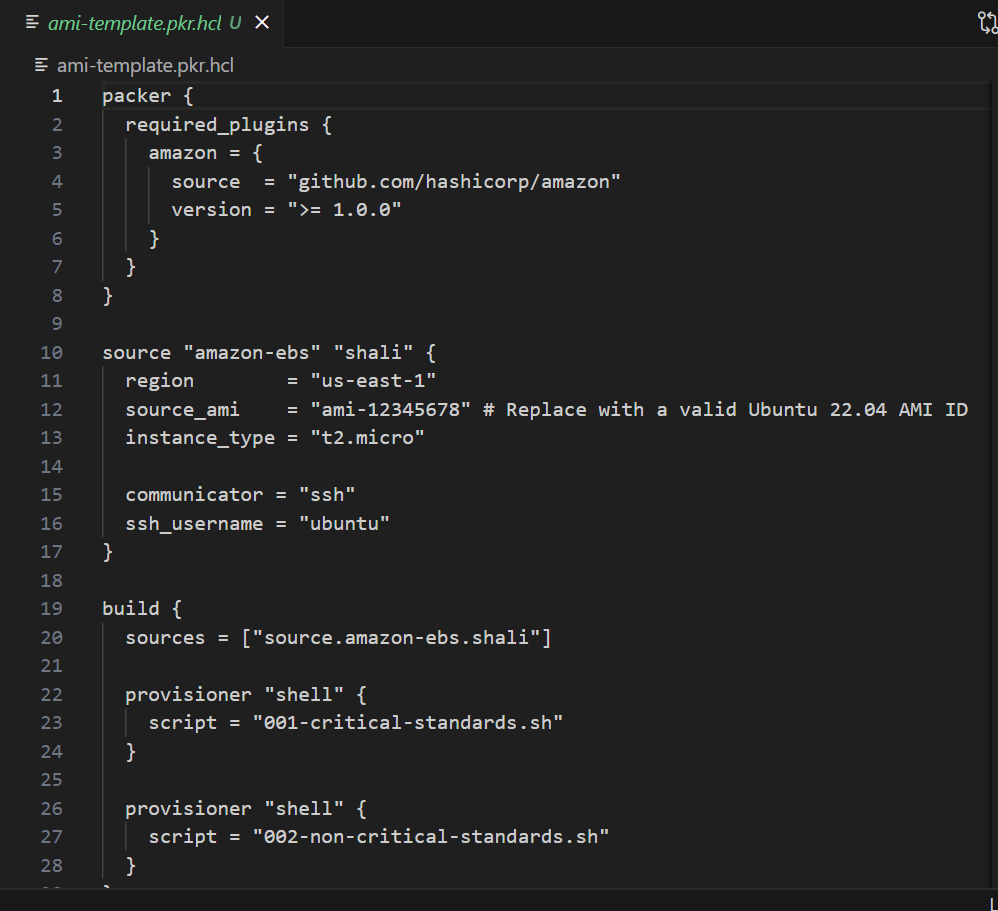 ami-template.pkr.hcl U
ami-template.pkr.hcl
1 packer {
2   required_plugins {
3     amazon = {
4       source  = "github.com/hashicorp/amazon"
5       version = ">= 1.0.0"
6     }
7   }
8 }
9
10 source "amazon-ebs" "shali" {
11   region        = "us-east-1"
12   source_ami    = "ami-12345678" # Replace with a valid Ubuntu 22.04 AMI ID
13   instance_type = "t2.micro"
14
15   communicator = "ssh"
16   ssh_username = "ubuntu"
17 }
18
19 build {
20   sources = ["source.amazon-ebs.shali"]
21
22   provisioner "shell" {
23     script = "001-critical-standards.sh"
24   }
25
26   provisioner "shell" {
27     script = "002-non-critical-standards.sh"
28   }